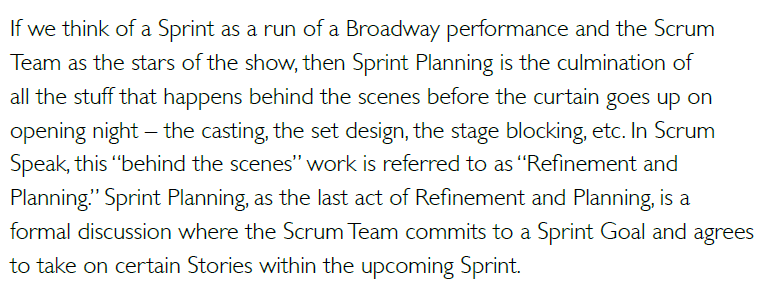 If we think of a Sprint as a run of a Broadway performance and the Scrum
Team as the stars of the show, then Sprint Planning is the culmination of
all the stuff that happens behind the scenes before the curtain goes up on
opening night – the casting, the set design, the stage blocking, etc. In Scrum
Speak, this “behind the scenes” work is referred to as “Refinement and
Planning.” Sprint Planning, as the last act of Refinement and Planning, is a
formal discussion where the Scrum Team commits to a Sprint Goal and agrees
to take on certain Stories within the upcoming Sprint.